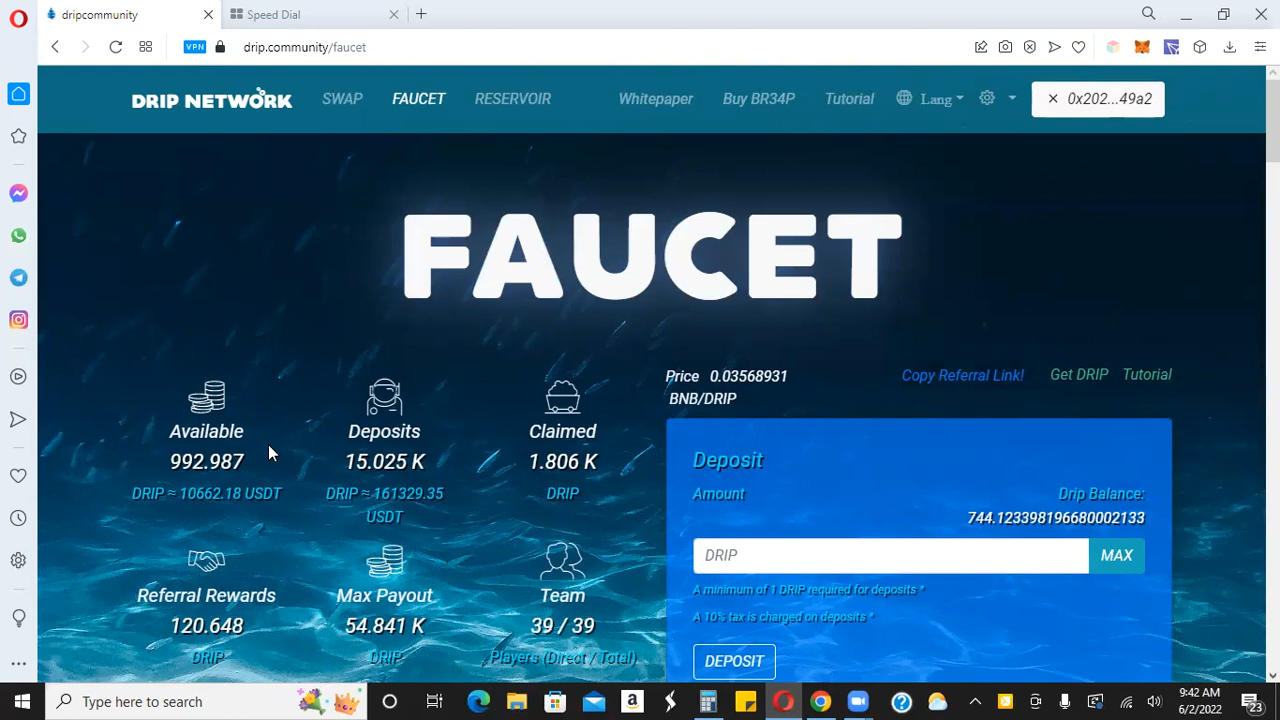 dripcommunity
Speed Dial
VPN
drip.community/faucet
DRIP NETWORK
SWAP
FAUCET
RESERVOIR
Whitepaper
Buy BR34P
Tutorial
Lang
0x202...49a2
FAUCET
Available
992.987
DRIP ≈ 10662.18 USDT
Deposits
15.025 K
DRIP ≈ 161329.35
USDT
Claimed
1.806 K
DRIP
Referral Rewards
120.648
DRIP
Max Payout
54.841 K
DRIP
Team
39 / 39
Players (Direct / Total)
Price 0.03568931
BNB/DRIP
Copy Referral Link!
Get DRIP
Tutorial
Deposit
Amount
Drip Balance:
744.123398196680002133
DRIP
MAX
A minimum of 1 DRIP required for deposits *
A 10% tax is charged on deposits *
DEPOSIT
Type here to search
9:42 AM
6/2/2022
23